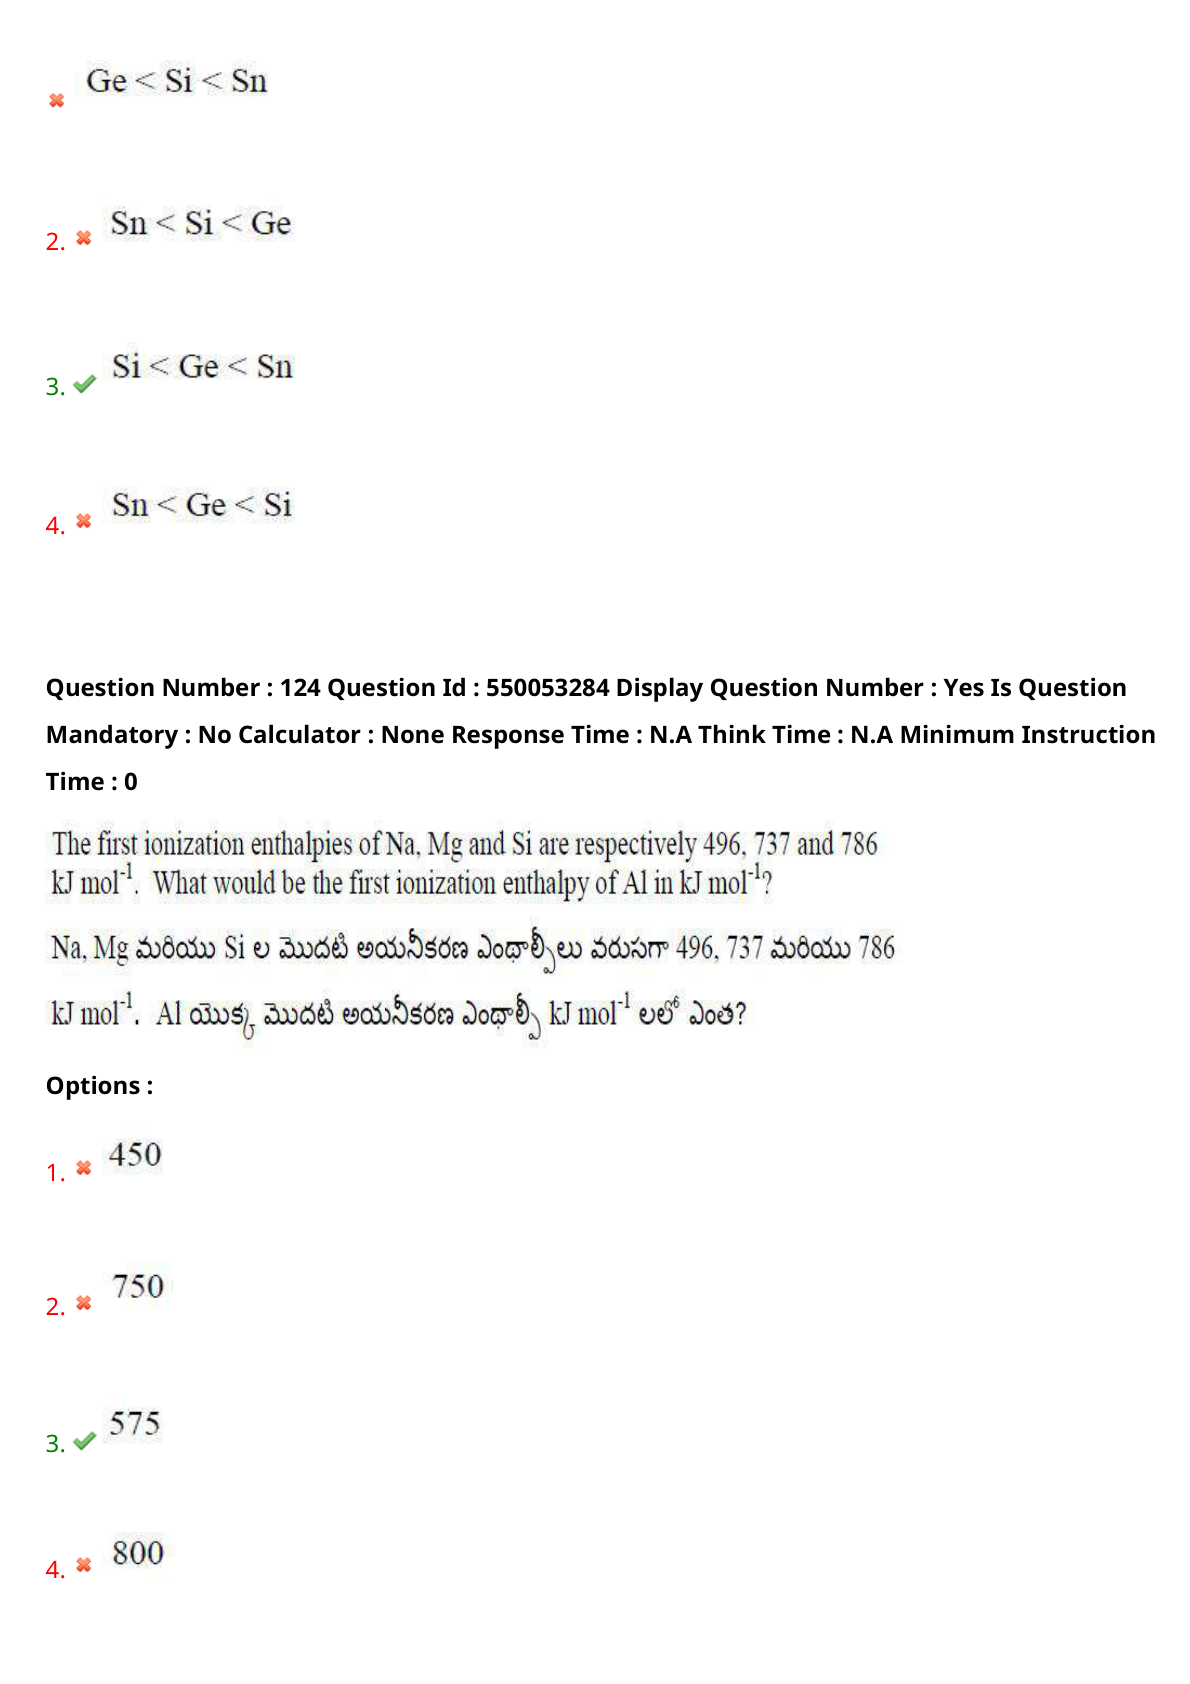 Ge < Si < Sn
2. Sn < Si < Ge
3. Si < Ge < Sn
4. Sn < Ge < Si
Question Number : 124 Question Id : 550053284 Display Question Number : Yes Is Question
Mandatory : No Calculator : None Response Time : N.A Think Time : N.A Minimum Instruction
Time : 0
The first ionization enthalpies of Na, Mg and Si are respectively 496, 737 and 786
kJ mol⁻¹. What would be the first ionization enthalpy of Al in kJ mol⁻¹?
Na, Mg మరియు Si ల మొదటి అయనీకరణ ఎంథాల్పీలు వరుసగా 496, 737 మరియు 786
kJ mol⁻¹. Al యొక్క మొదటి అయనీకరణ ఎంథాల్పీ kJ mol⁻¹ లలో ఎంత?
Options :
1. 450
2. 750
3. 575
4. 800